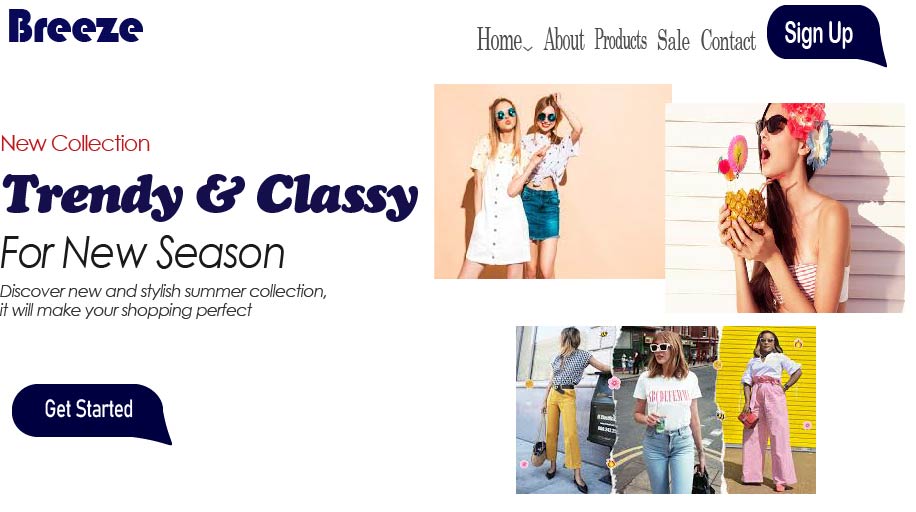 Breeze
Home About Products Sale Contact Sign Up
New Collection
Trendy & Classy
For New Season
Discover new and stylish summer collection,
it will make your shopping perfect
Get Started